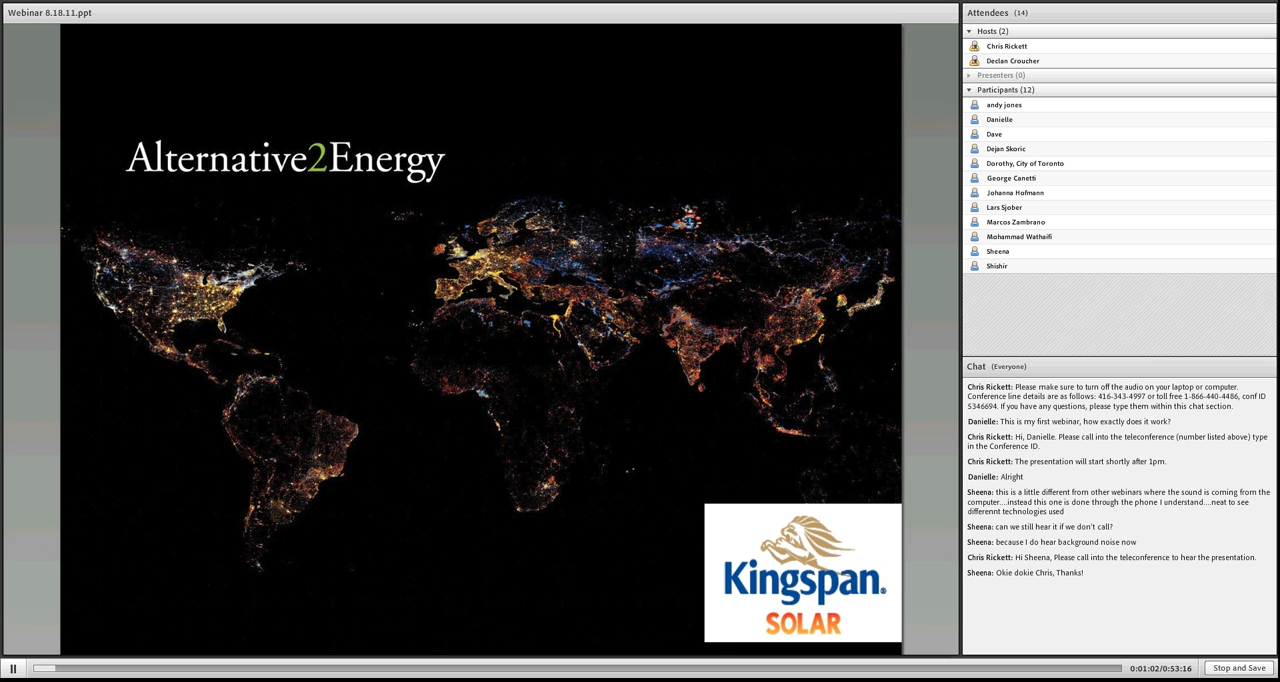 Webinar 8.18.11.ppt
Alternative2Energy
Kingspan®
SOLAR
0:01:02/0:53:16
Stop and Save
Attendees (14)
Hosts (2)
Chris Rickett
Declan Croucher
Presenters (0)
Participants (12)
andy jones
Danielle
Dave
Dejan Skoric
Dorothy, City of Toronto
George Canetti
Johanna Hofmann
Lars Sjober
Marcos Zambrano
Mohammad Wathaifi
Sheena
Shishir
Chat (Everyone)
Chris Rickett: Please make sure to turn off the audio on your laptop or computer.
Conference line details are as follows: 416-343-4997 or toll free 1-866-440-4486, conf ID
5346694. If you have any questions, please type them within this chat section.
Danielle: This is my first webinar, how exactly does it work?
Chris Rickett: Hi, Danielle. Please call into the teleconference (number listed above) type
in the Conference ID.
Chris Rickett: The presentation will start shortly after 1pm.
Danielle: Alright
Sheena: this is a little different from other webinars where the sound is coming from the
computer....instead this one is done through the phone I understand....neat to see
differennt technologies used
Sheena: can we still hear it if we don't call?
Sheena: because I do hear background noise now
Chris Rickett: Hi Sheena, Please call into the teleconference to hear the presentation.
Sheena: Okie dokie Chris, Thanks!